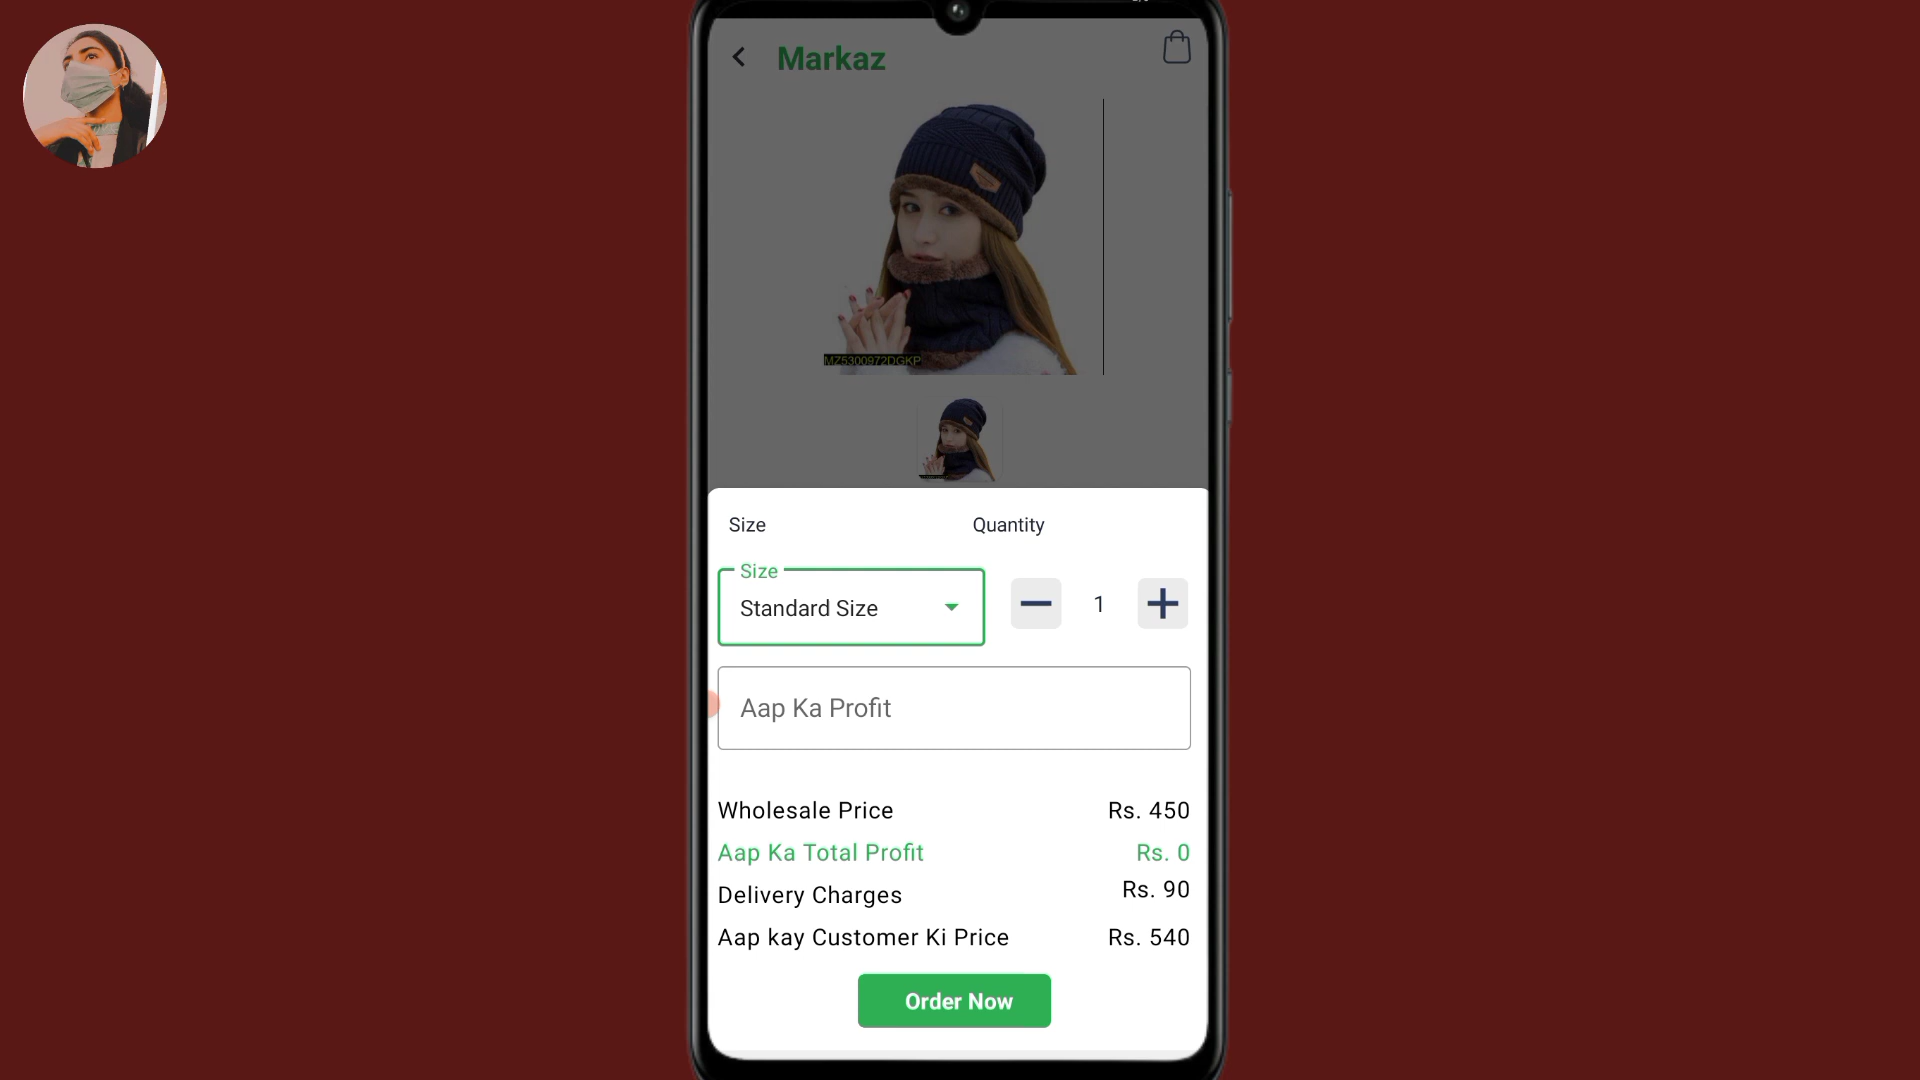 Markaz
MZ5300972DGKP
Size
Quantity
Size
Standard Size
1
Aap Ka Profit
Wholesale Price
Rs. 450
Aap Ka Total Profit
Rs. 0
Delivery Charges
Rs. 90
Aap kay Customer Ki Price
Rs. 540
Order Now